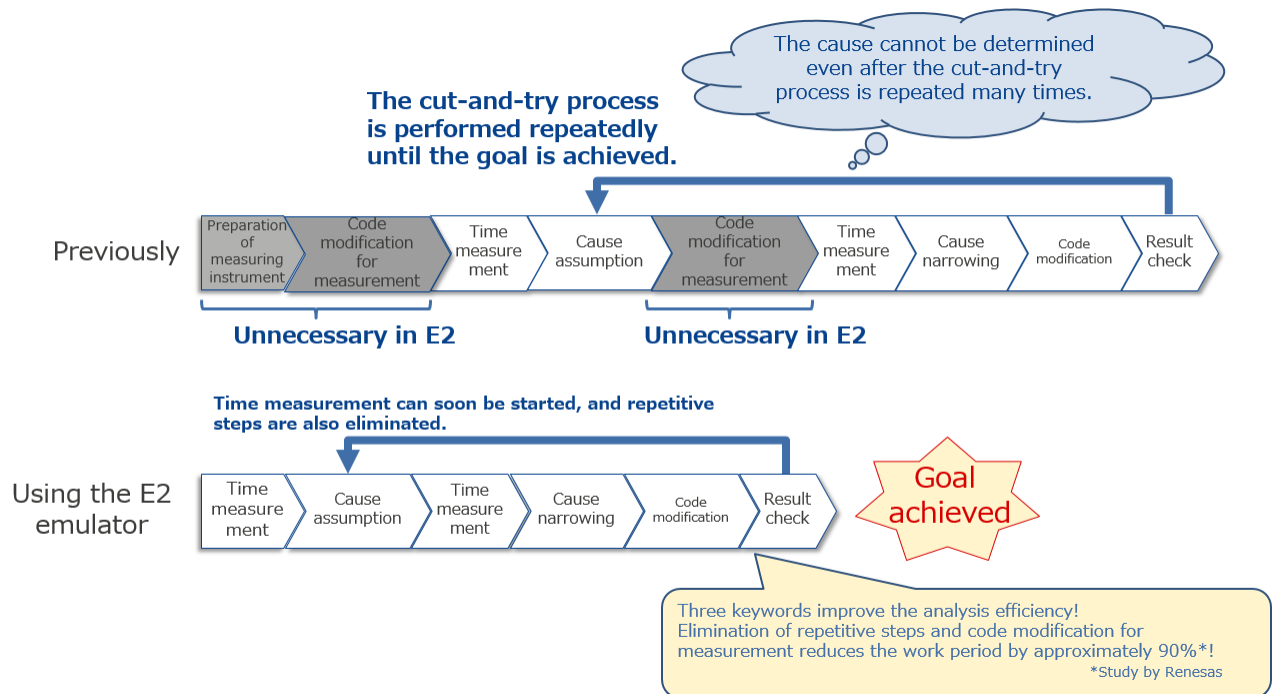 The cause cannot be determined
even after the cut-and-try
process is repeated many times.
The cut-and-try process
is performed repeatedly
until the goal is achieved.
Previously
Preparation
of
measuring
instrument
Code
modification
for
measurement
Time
measure
ment
Cause
assumption
Code
modification
for
measurement
Time
measure
ment
Cause
narrowing
Code
modification
Result
check
Unnecessary in E2
Unnecessary in E2
Time measurement can soon be started, and repetitive
steps are also eliminated.
Using the E2
emulator
Time
measure
ment
Cause
assumption
Time
measure
ment
Cause
narrowing
Code
modification
Result
check
Goal
achieved
Three keywords improve the analysis efficiency!
Elimination of repetitive steps and code modification for
measurement reduces the work period by approximately 90%*!
*Study by Renesas